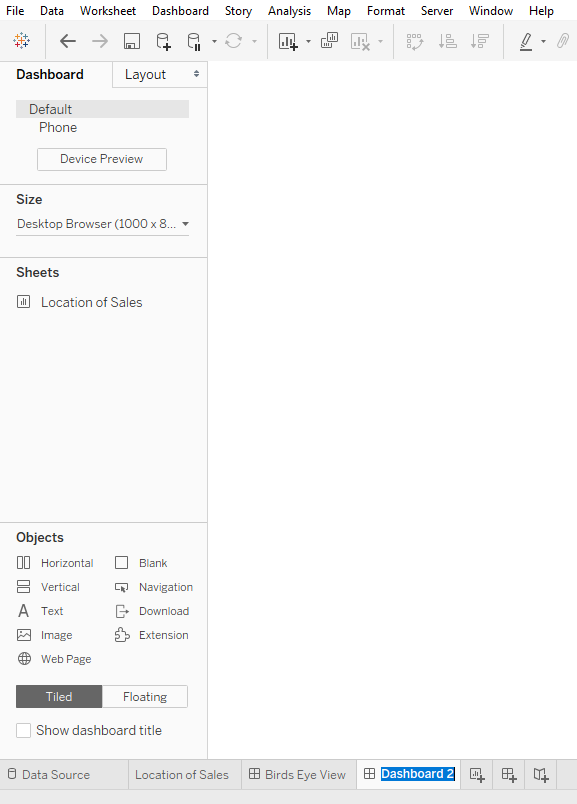 File Data Worksheet Dashboard Story Analysis Map Format Server Window Help
Dashboard Layout
Default
Phone
Device Preview
Size
Desktop Browser (1000 x 8...
Sheets
Location of Sales
Objects
Horizontal Blank
Vertical Navigation
Text Download
Image Extension
Web Page
Tiled Floating
Show dashboard title
Data Source Location of Sales Birds Eye View Dashboard 2